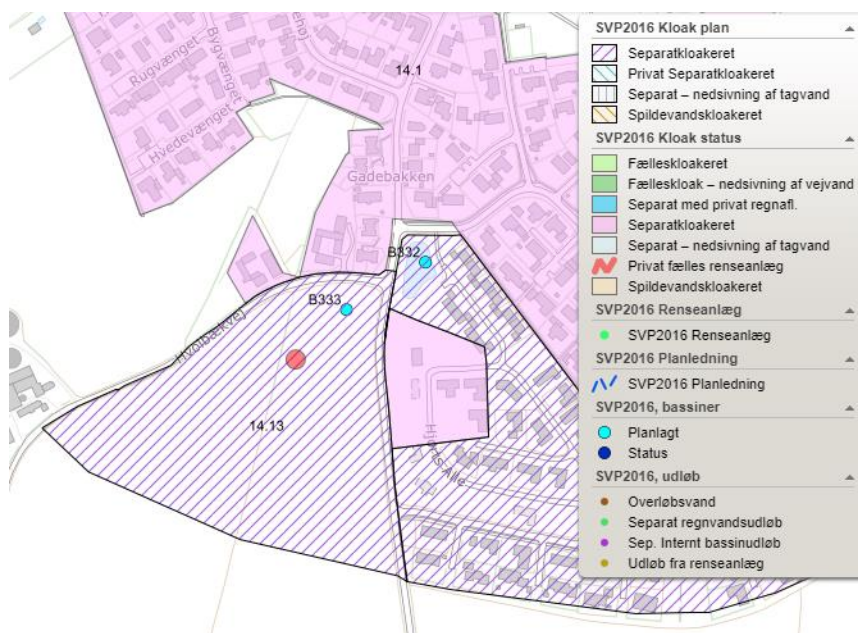 Rugvænget
Bygvænget
Hvedevænget
14.1
Gadebakken
B332
B333
Hvolbækvej
14.13
Hjorts Alle
SVP2016 Kloak plan
Separatkloakeret
Privat Separatkloakeret
Separat – nedsivning af tagvand
Spildevandskloakeret
SVP2016 Kloak status
Fælleskloakeret
Fælleskloak – nedsivning af vejvand
Separat med privat regnafl.
Separatkloakeret
Separat – nedsivning af tagvand
Privat fælles renseanlæg
Spildevandskloakeret
SVP2016 Renseanlæg
SVP2016 Renseanlæg
SVP2016 Planledning
SVP2016 Planledning
SVP2016, bassiner
Planlagt
Status
SVP2016, udløb
Overløbsvand
Separat regnvandsudløb
Sep. Internt bassinudløb
Udløb fra renseanlæg